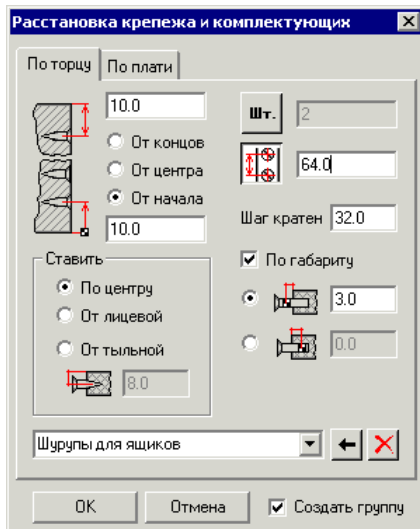 Расстановка крепежа и комплектующих
По торцу По плати
10.0
От концов
От центра
От начала
10.0
Шт. 2
64.0
Шаг кратен 32.0
Ставить
По центру
От лицевой
От тыльной
8.0
По габариту
3.0
0.0
Шурупы для ящиков
OK Отмена Создать группу